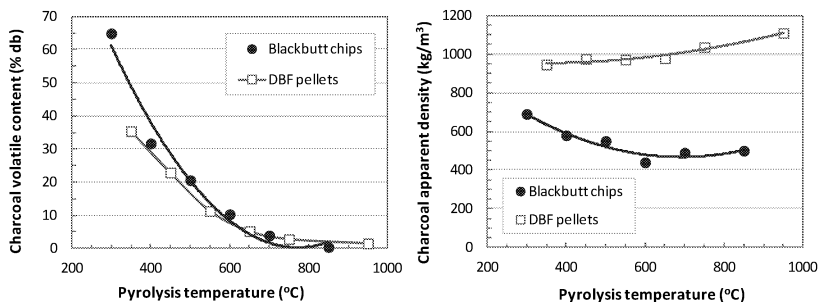 Charcoal volatile content (% db)
70
60
50
40
30
20
10
0
Blackbutt chips
DBF pellets
200 400 600 800 1000
Pyrolysis temperature (°C)
Charcoal apparent density (kg/m³)
1200
1000
800
600
400
200
0
Blackbutt chips
DBF pellets
200 400 600 800 1000
Pyrolysis temperature (°C)